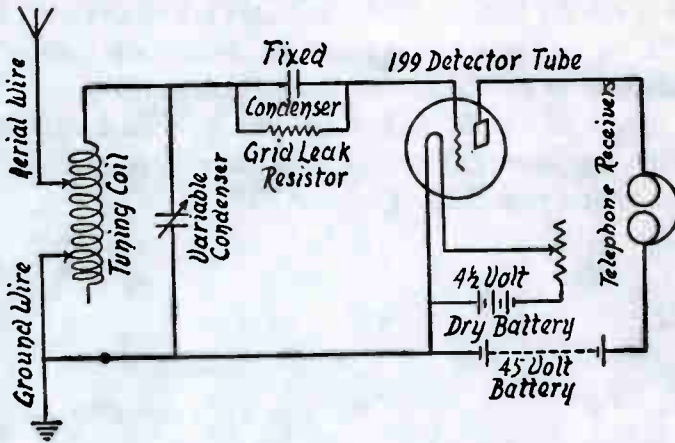 Fixed
Condenser
Grid Leak
Resistor
199 Detector Tube
Aerial Wire
Tuning Coil
Variable
Condenser
Telephone Receivers
Ground Wire
4½ Volt
Dry Battery
45 Volt
Battery